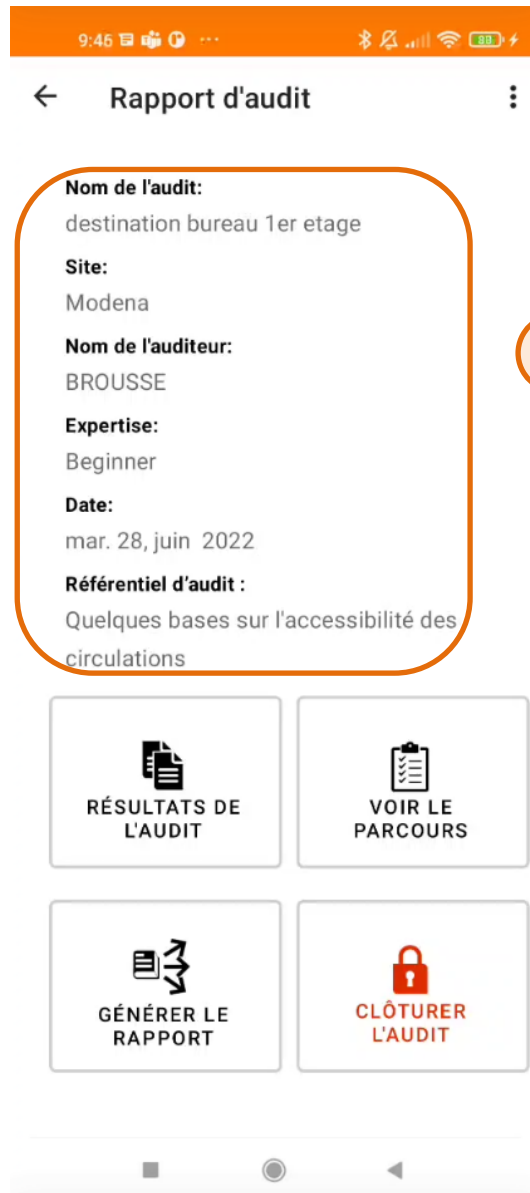 9:46
Rapport d'audit
Nom de l'audit:
destination bureau 1er etage
Site:
Modena
Nom de l'auditeur:
BROUSSE
Expertise:
Beginner
Date:
mar. 28, juin 2022
Référentiel d'audit :
Quelques bases sur l'accessibilité des
circulations
RÉSULTATS DE
L'AUDIT
VOIR LE
PARCOURS
GÉNÉRER LE
RAPPORT
CLÔTURER
L'AUDIT